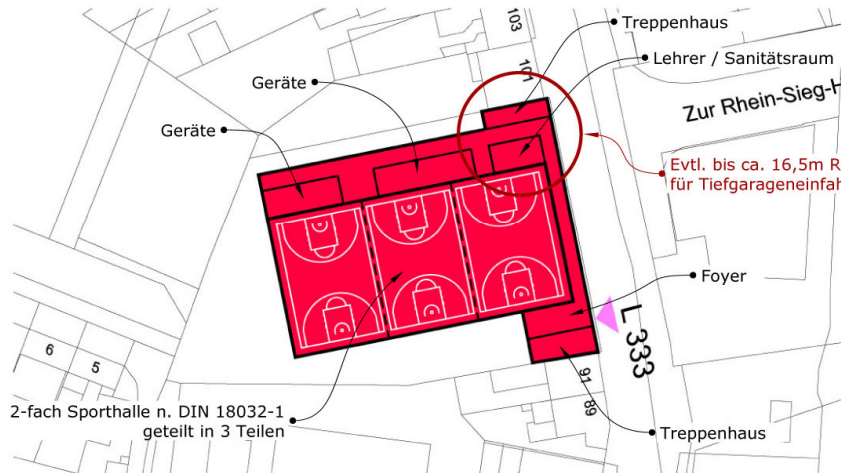 103
Treppenhaus
101
Lehrer / Sanitätsraum
Geräte
Zur Rhein-Sieg-H
Geräte
Evtl. bis ca. 16,5m R
für Tiefgarageneinfah
Foyer
L 333
6
5
91
89
2-fach Sporthalle n. DIN 18032-1
geteilt in 3 Teilen
Treppenhaus